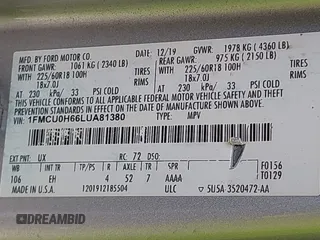 MFD. BY FORD MOTOR CO.
DATE: 12/19 GVWR: 1978 KG (4360 LB)
FRONT GAWR: 1061 KG (2340 LB) REAR GAWR: 975 KG (2150 LB)
WITH 225/60R18 100H TIRES WITH 225/60R18 100H TIRES
18x7.0J RIMS 18x7.0J RIMS
AT 230 kPa/ 33 PSI COLD AT 230 kPa/ 33 PSI COLD
THIS VEHICLE CONFORMS TO ALL APPLICABLE FEDERAL MOTOR VEHICLE SAFETY, BUMPER AND THEFT
PREVENTION STANDARDS IN EFFECT ON THE DATE OF MANUFACTURE SHOWN ABOVE.
VIN: 1FMCU0H66LUA81380 TYPE: MPV
EXT PNT: UX RC: 72 DSO:
F0156
T0129
WB INT TR TP/PS R AXLE TR SPR
106 EH 4 52 7 AAAA
MADE IN U.S.A. 1201912185504 ULC SU5A 3520472-AA
DREAMBID